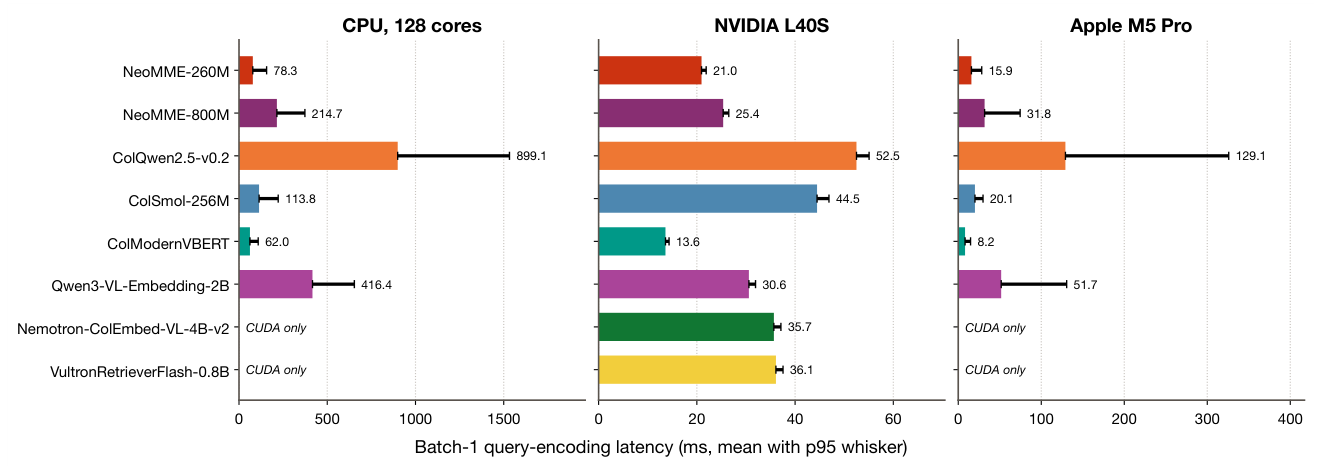 CPU, 128 cores
NVIDIA L40S
Apple M5 Pro
NeoMME-260M 78.3 21.0 15.9
NeoMME-800M 214.7 25.4 31.8
ColQwen2.5-v0.2 899.1 52.5 129.1
ColSmol-256M 113.8 44.5 20.1
ColModernVBERT 62.0 13.6 8.2
Qwen3-VL-Embedding-2B 416.4 30.6 51.7
Nemotron-ColEmbed-VL-4B-v2 CUDA only 35.7 CUDA only
VultronRetrieverFlash-0.8B CUDA only 36.1 CUDA only
0 500 1000 1500 0 20 40 60 0 100 200 300 400
Batch-1 query-encoding latency (ms, mean with p95 whisker)